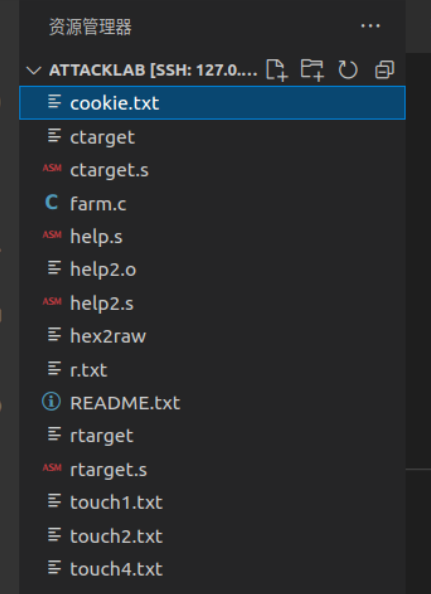 资源管理器
ATTACKLAB [SSH: 127.0....
cookie.txt
ctarget
ASM ctarget.s
C farm.c
ASM help.s
help2.o
ASM help2.s
hex2raw
r.txt
README.txt
rtarget
ASM rtarget.s
touch1.txt
touch2.txt
touch4.txt